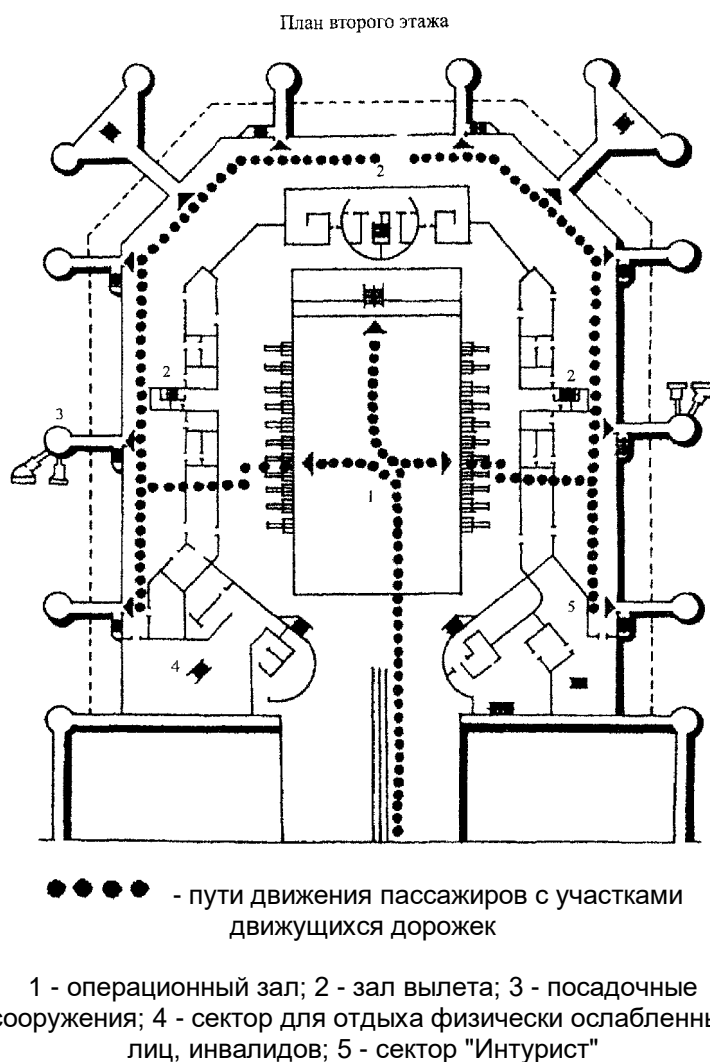 План второго этажа
2
2
2
3
1
5
4
- пути движения пассажиров с участками
движущихся дорожек
1 - операционный зал; 2 - зал вылета; 3 - посадочные
сооружения; 4 - сектор для отдыха физически ослабленны
лиц, инвалидов; 5 - сектор "Интурист"